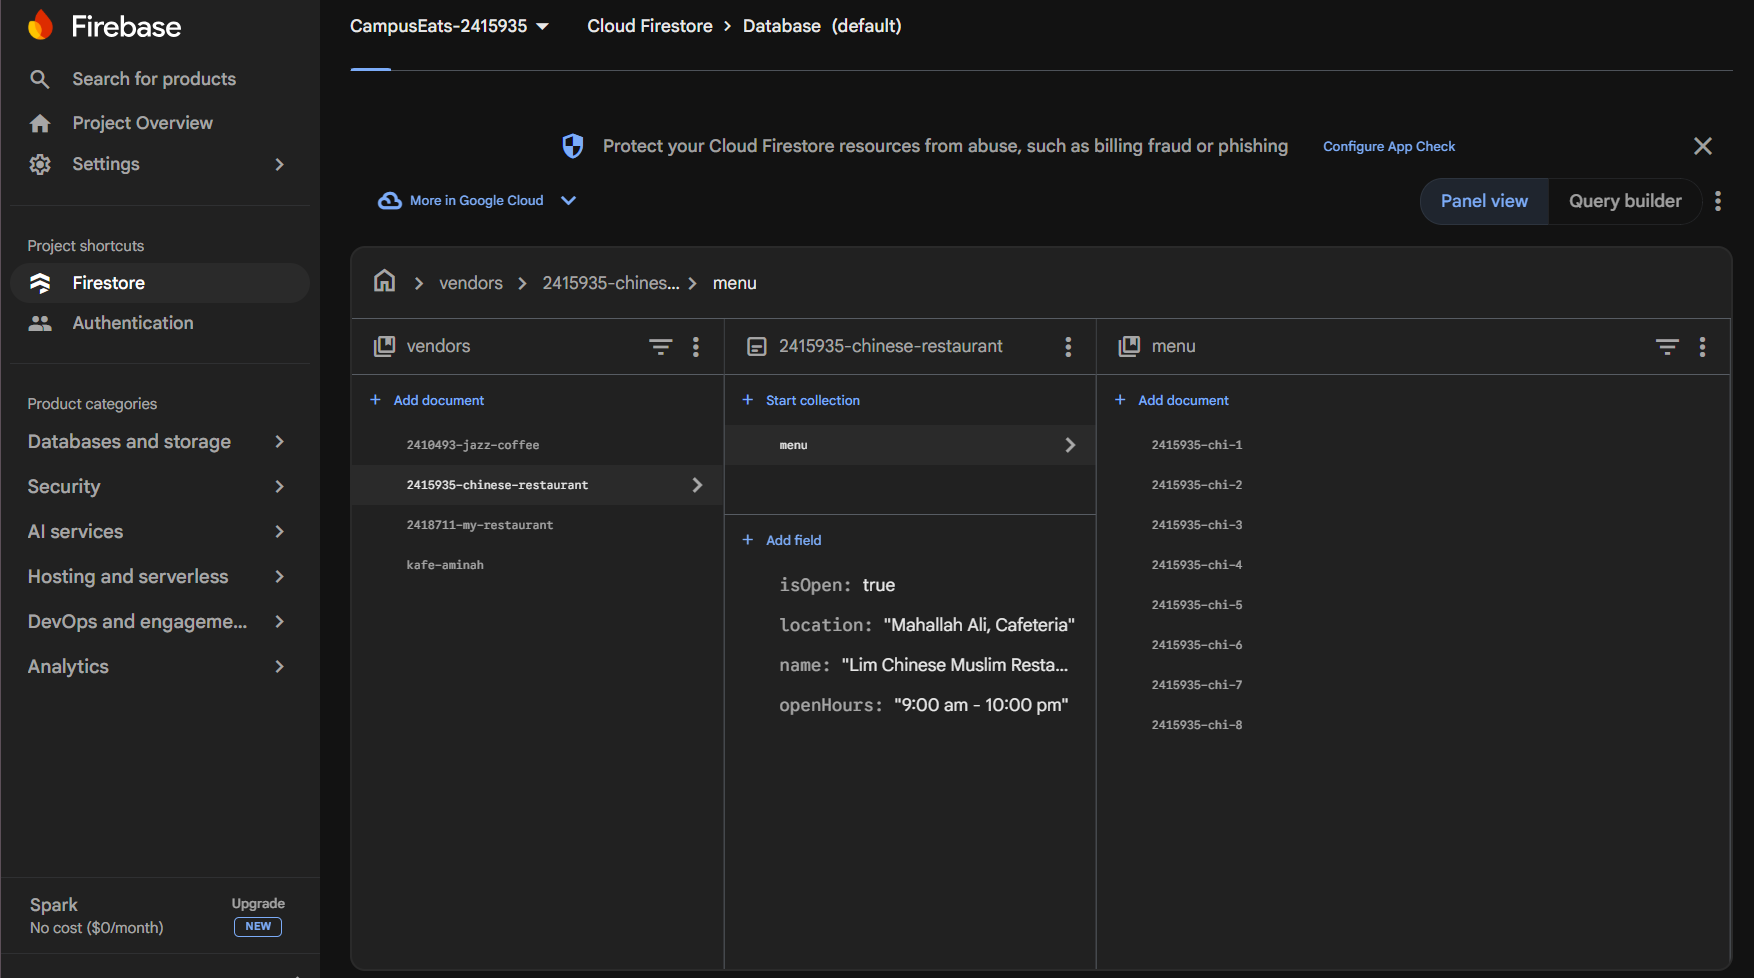 Firebase
Search for products
Project Overview
Settings
Project shortcuts
Firestore
Authentication
Product categories
Databases and storage
Security
AI services
Hosting and serverless
DevOps and engageme...
Analytics
Spark
No cost ($0/month)
Upgrade
NEW
CampusEats-2415935
Cloud Firestore > Database (default)
Protect your Cloud Firestore resources from abuse, such as billing fraud or phishing
Configure App Check
More in Google Cloud
Panel view
Query builder
vendors > 2415935-chines... > menu
vendors
Add document
2410493-jazz-coffee
2415935-chinese-restaurant
2418711-my-restaurant
kafe-aminah
2415935-chinese-restaurant
Start collection
menu
Add field
isOpen: true
location: "Mahallah Ali, Cafeteria"
name: "Lim Chinese Muslim Resta...
openHours: "9:00 am - 10:00 pm"
menu
Add document
2415935-chi-1
2415935-chi-2
2415935-chi-3
2415935-chi-4
2415935-chi-5
2415935-chi-6
2415935-chi-7
2415935-chi-8